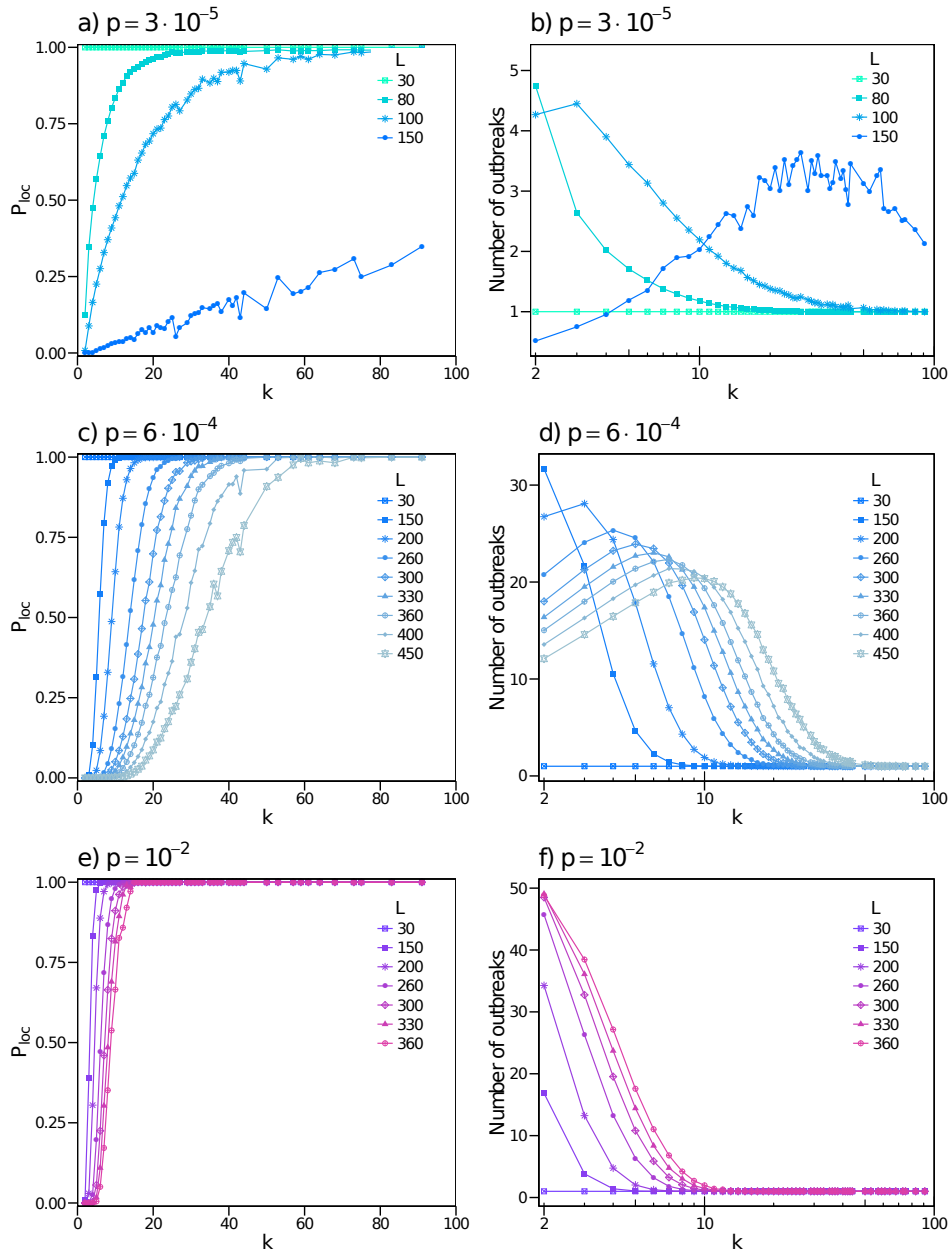 a) p = 3 · 10⁻⁵
1.00
0.75
0.50
0.25
0.00
P_loc
0 20 40 60 80 100
k
L
30
80
100
150
b) p = 3 · 10⁻⁵
5
4
3
2
1
Number of outbreaks
2 10 100
k
L
30
80
100
150
c) p = 6 · 10⁻⁴
1.00
0.75
0.50
0.25
0.00
P_loc
0 20 40 60 80 100
k
L
30
150
200
260
300
330
360
400
450
d) p = 6 · 10⁻⁴
30
20
10
0
Number of outbreaks
2 10 100
k
L
30
150
200
260
300
330
360
400
450
e) p = 10⁻²
1.00
0.75
0.50
0.25
0.00
P_loc
0 20 40 60 80 100
k
L
30
150
200
260
300
330
360
f) p = 10⁻²
50
40
30
20
10
0
Number of outbreaks
2 10 100
k
L
30
150
200
260
300
330
360